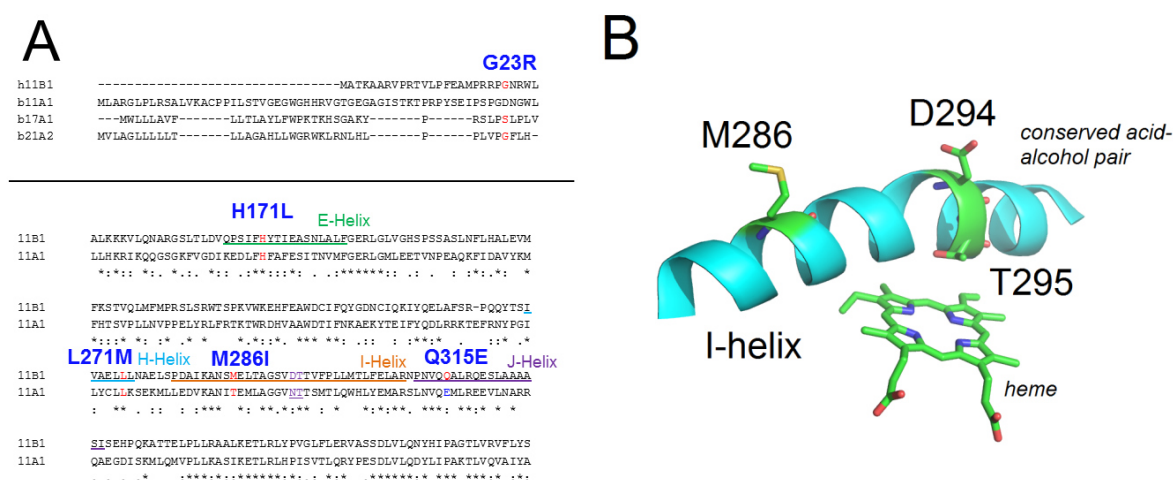 A
G23R
h11B1 -----------------------------MATKAARVPRTVLPFEAMPRRPGNRWL
b11A1 MLARGLPLRSALVKACPPILSTVGEGWGHHRVGTGEGAGISTKTPRPYSEIPSPGDNGWL
b17A1 ---MWLLLAVF-------LLTLAYLFWPKTKHSGAKY-------P---RSLPSLPLV
b21A2 MVLAGLLLLLT-------LLAGAHLLWGRWKLRNLHL-------P---PLVPGFLH-
H171L
E-Helix
11B1 ALKKKVLQNARGSLTLDVQPSIFHYTIEASNLALFGERLGLVGHSPSSASLNFLHALEVM
11A1 LLHKRIKQQGSGKFVGDIKEDLFHFAFESITNVMFGERLGMLEETVNPEAQKFIDAVYKM
11B1 FKSTVQLMFMPRSLSRWTSPKVWKEHFEAWDCIFQYGDNCIQKIYQELAFSR-PQQYTSI
11A1 FHTSVPLLNVPPELYRLFRTKTWRDHVAAWDTIFNKAEKYTEIFYQDLRRKTEFRNYPGI
L271M H-Helix M286I I-Helix Q315E J-Helix
11B1 VAELLLNAELSPDAIKANSMELTAGSVDTTVFPLLMTLFELARNPNVQQALRQESLAAAA
11A1 LYCLLKSEKMLLEDVKANITEMLAGGVNTTSMTLQWHLYEMARSLNVQEMLREEVLNARR
11B1 SISEHPQKATTELPLLRAALKETLRLYPVGLFLERVASSDLVLQNYHIPAGTLVRVFLYS
11A1 QAEGDISKMLQMVPLLKASIKETLRLHPISVTLQRYPESDLVLQDYLIPAKTLVQVAIYA
B
M286
D294
conserved acid-
alcohol pair
T295
I-helix
heme